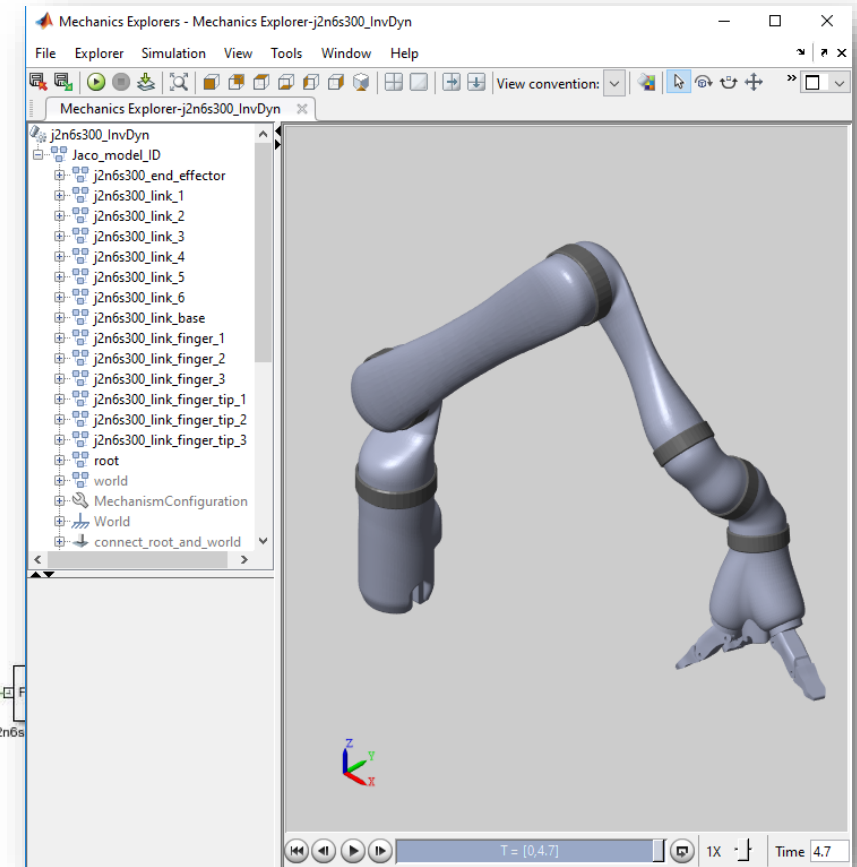 Mechanics Explorers - Mechanics Explorer-j2n6s300_InvDyn
File Explorer Simulation View Tools Window Help
View convention:
Mechanics Explorer-j2n6s300_InvDyn
j2n6s300_InvDyn
Jaco_model_ID
j2n6s300_end_effector
j2n6s300_link_1
j2n6s300_link_2
j2n6s300_link_3
j2n6s300_link_4
j2n6s300_link_5
j2n6s300_link_6
j2n6s300_link_base
j2n6s300_link_finger_1
j2n6s300_link_finger_2
j2n6s300_link_finger_3
j2n6s300_link_finger_tip_1
j2n6s300_link_finger_tip_2
j2n6s300_link_finger_tip_3
root
world
MechanismConfiguration
World
connect_root_and_world
F
2n6s
Z
Y
X
T = [0,4.7]
1X
Time 4.7